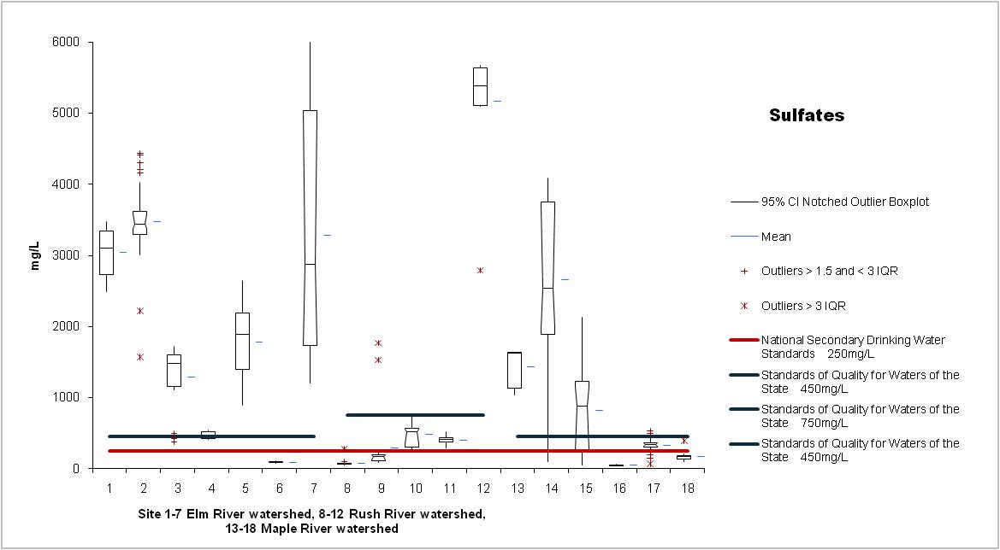 Sulfates
6000
5000
4000
3000
2000
1000
0
mg/L
1 2 3 4 5 6 7 8 9 10 11 12 13 14 15 16 17 18
Site 1-7 Elm River watershed, 8-12 Rush River watershed,
13-18 Maple River watershed
95% CI Notched Outlier Boxplot
Mean
Outliers > 1.5 and < 3 IQR
Outliers > 3 IQR
National Secondary Drinking Water
Standards 250mg/L
Standards of Quality for Waters of the
State 450mg/L
Standards of Quality for Waters of the
State 750mg/L
Standards of Quality for Waters of the
State 450mg/L